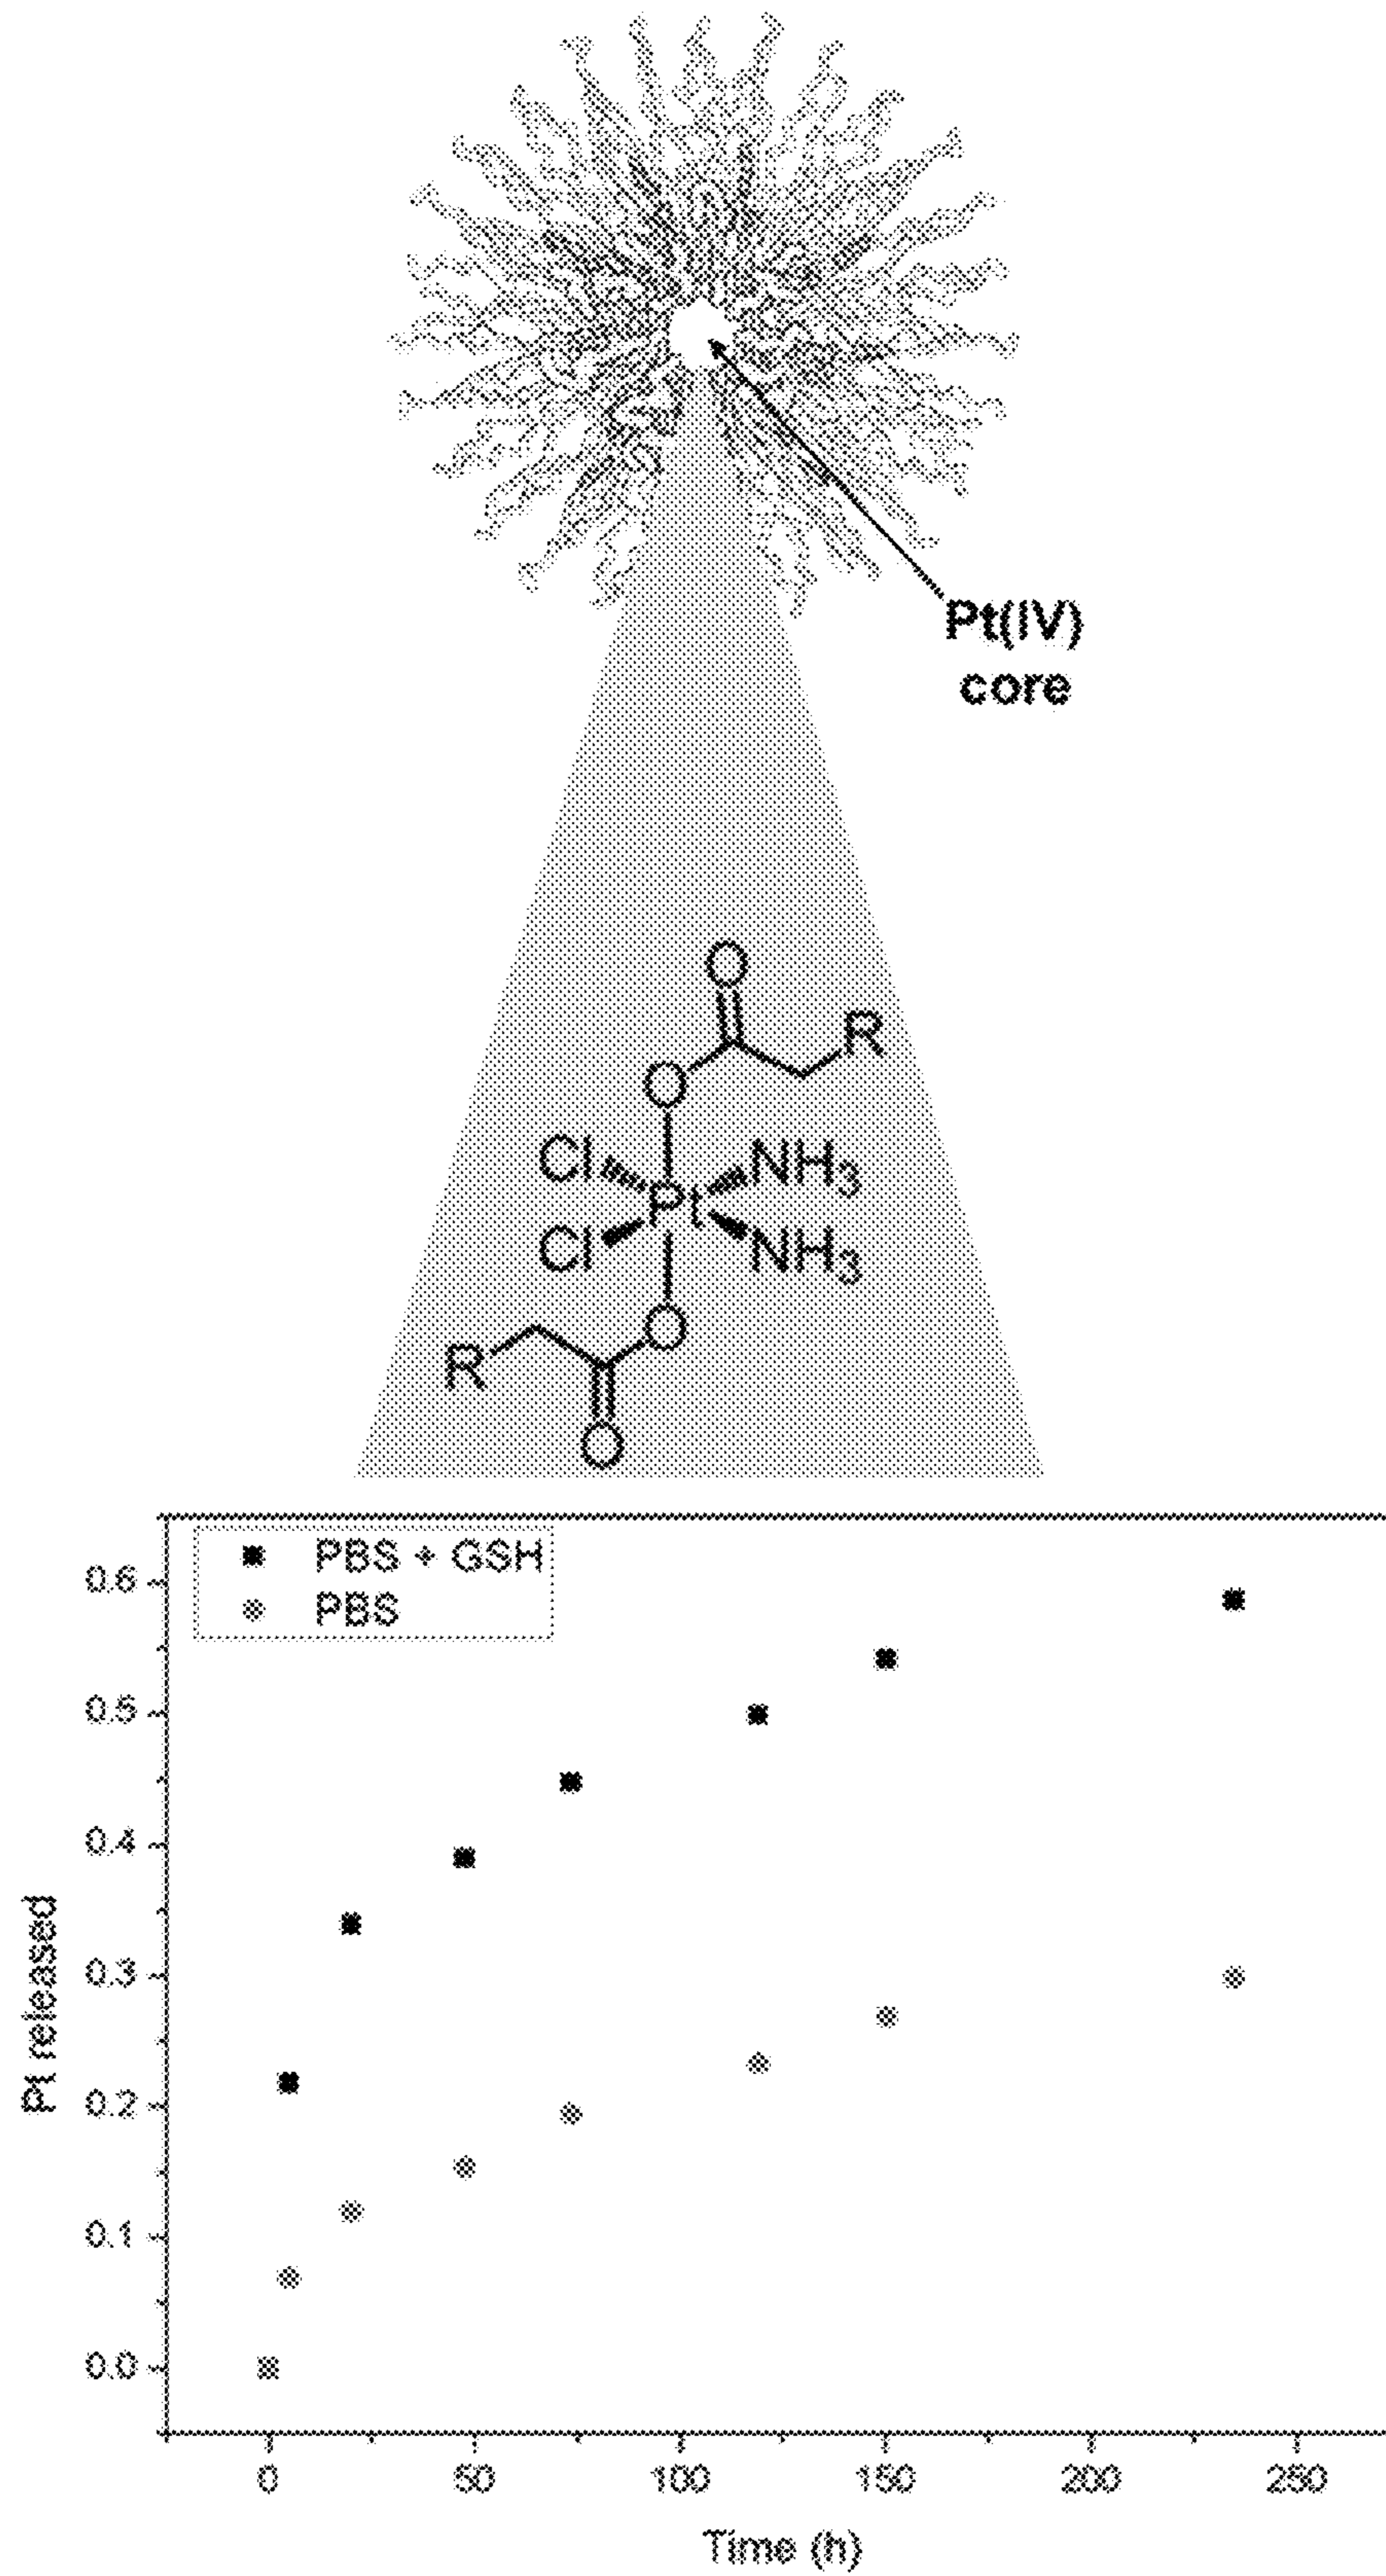 Pt(IV)
core
O
R
O
Cl
NH3
Pt
Cl
NH3
O
R
O
PBS + GSH
PBS
0.6
0.5
0.4
0.3
0.2
0.1
0.0
Pt released
0 50 100 150 200 250
Time (h)